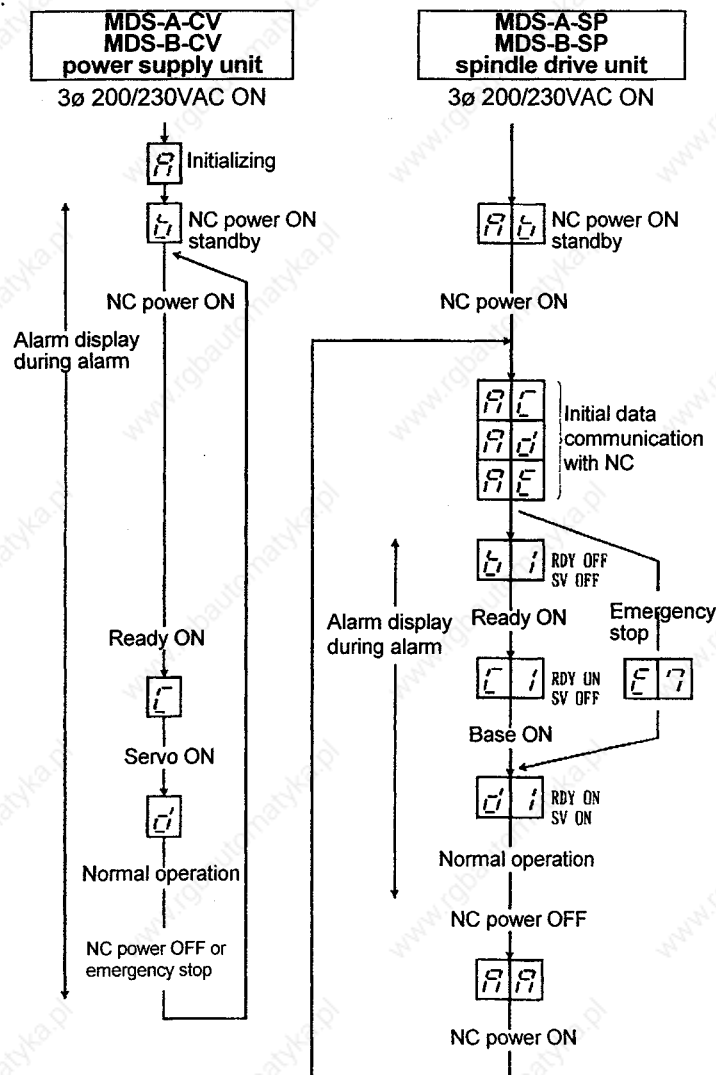 MDS-A-CV
MDS-B-CV
power supply unit
3ø 200/230VAC ON
A
Initializing
b
NC power ON
standby
NC power ON
Alarm display
during alarm
Ready ON
C
Servo ON
d
Normal operation
NC power OFF or
emergency stop
MDS-A-SP
MDS-B-SP
spindle drive unit
3ø 200/230VAC ON
A b
NC power ON
standby
NC power ON
A C
A d
A E
Initial data
communication
with NC
b 1
RDY OFF
SV OFF
Alarm display
during alarm
Ready ON
Emergency
stop
C 1
RDY ON
SV OFF
E 7
Base ON
d 1
RDY ON
SV ON
Normal operation
NC power OFF
A A
NC power ON
www.rgbautomatyka.pl